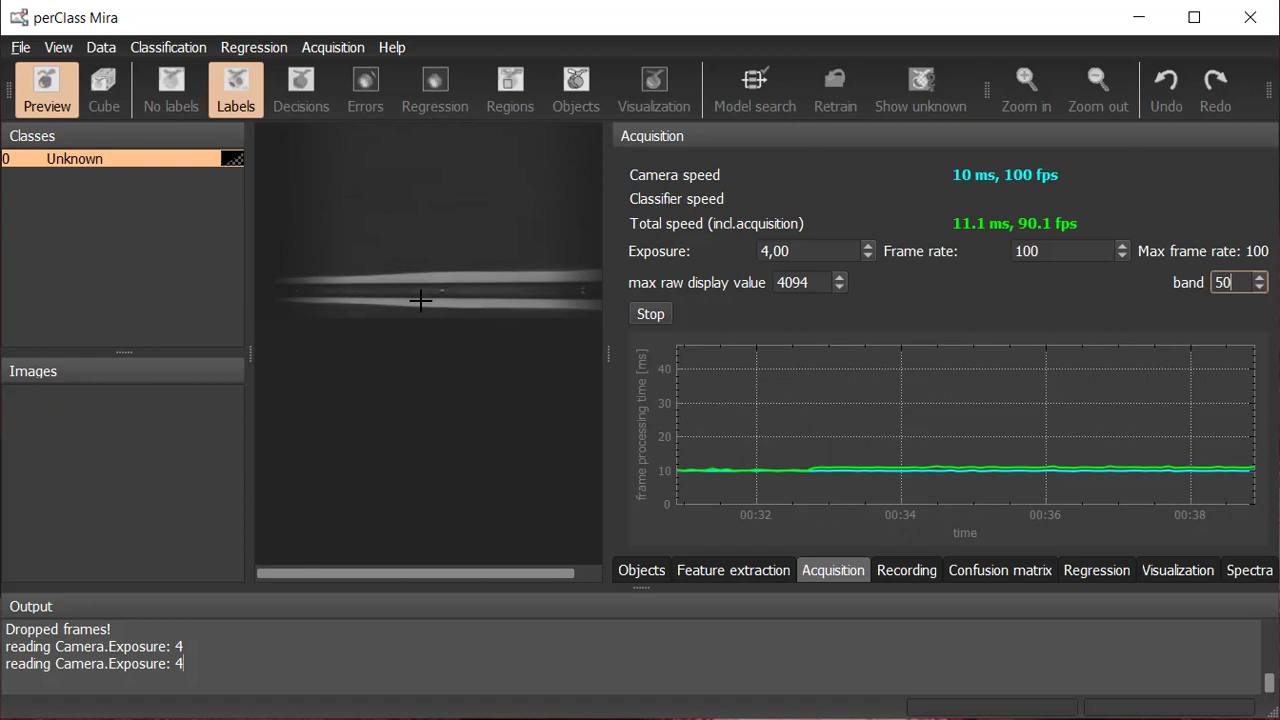 perClass Mira
File View Data Classification Regression Acquisition Help
Preview Cube No labels Labels Decisions Errors Regression Regions Objects Visualization Model search Retrain Show unknown Zoom in Zoom out Undo Redo
Classes
0 Unknown
Images
Acquisition
Camera speed 10 ms, 100 fps
Classifier speed
Total speed (incl.acquisition) 11.1 ms, 90.1 fps
Exposure: 4,00 Frame rate: 100 Max frame rate: 100
max raw display value 4094 band 50
Stop
frame processing time [ms]
40
30
20
10
0
00:32 00:34 00:36 00:38
time
Objects Feature extraction Acquisition Recording Confusion matrix Regression Visualization Spectra
Output
Dropped frames!
reading Camera.Exposure: 4
reading Camera.Exposure: 4